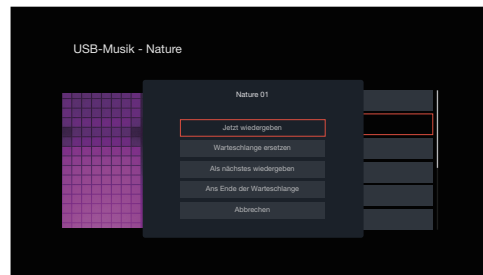 USB-Musik - Nature
Nature 01
Jetzt wiedergeben
Warteschlange ersetzen
Als nächstes wiedergeben
Ans Ende der Warteschlange
Abbrechen